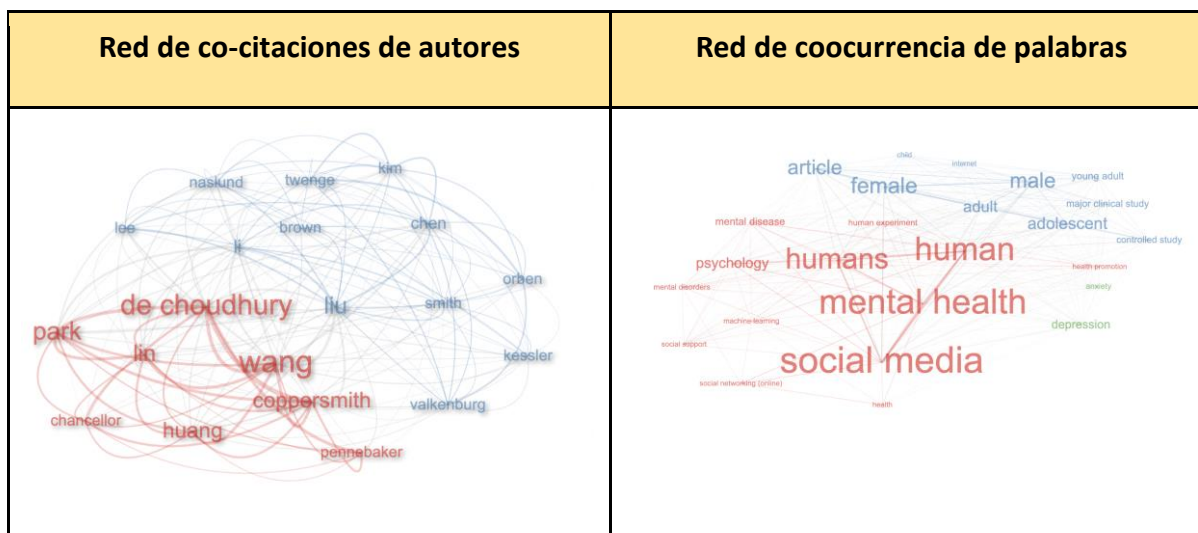 Red de co-citaciones de autores
Red de coocurrencia de palabras
kim
naskund
twange
lee
brown
chen
li
orben
de choudhury
liu
smith
park
lin
wang
kessler
coppersmith
valkenburg
chancellor
huang
pennebaker
child
internet
article
female
male
young adult
adult
major clinical study
mental disease
human experiment
adolescent
controlled study
psychology
humans
human
health promotion
mental disorders
anxiety
mental health
machine-learning
depression
social support
social media
social networking (online)
health